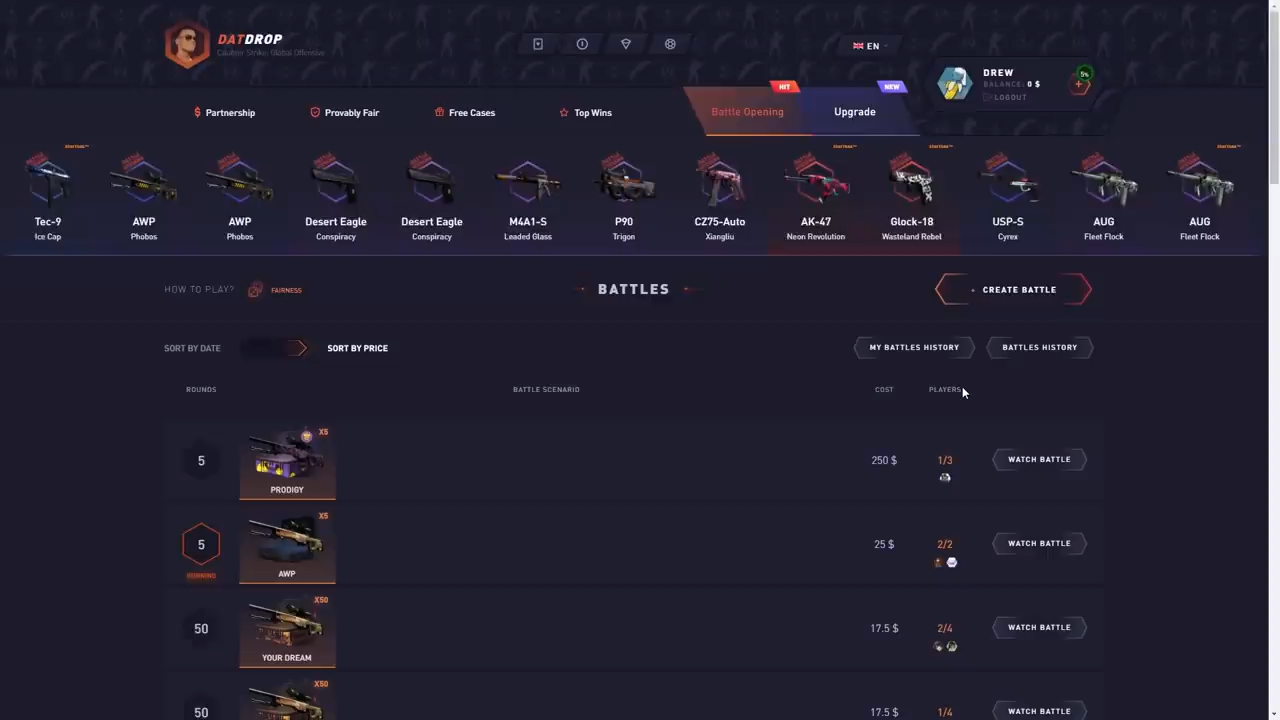 DATDROP
Counter Strike: Global Offensive
EN
DREW
BALANCE: 0 $
LOGOUT
5%
Partnership
Provably Fair
Free Cases
Top Wins
HIT
Battle Opening
NEW
Upgrade
Tec-9
Ice Cap
AWP
Phobos
AWP
Phobos
Desert Eagle
Conspiracy
Desert Eagle
Conspiracy
M4A1-S
Leaded Glass
P90
Trigon
CZ75-Auto
Xiangliu
AK-47
Neon Revolution
Glock-18
Wasteland Rebel
USP-S
Cyrex
AUG
Fleet Flock
AUG
Fleet Flock
HOW TO PLAY?
FAIRNESS
BATTLES
CREATE BATTLE
SORT BY DATE
SORT BY PRICE
MY BATTLES HISTORY
BATTLES HISTORY
ROUNDS
BATTLE SCENARIO
COST
PLAYERS
5
X5
PRODIGY
250 $
1/3
WATCH BATTLE
5
RUNNING
X5
AWP
25 $
2/2
WATCH BATTLE
50
X50
YOUR DREAM
17.5 $
2/4
WATCH BATTLE
50
X50
17.5 $
1/4
WATCH BATTLE